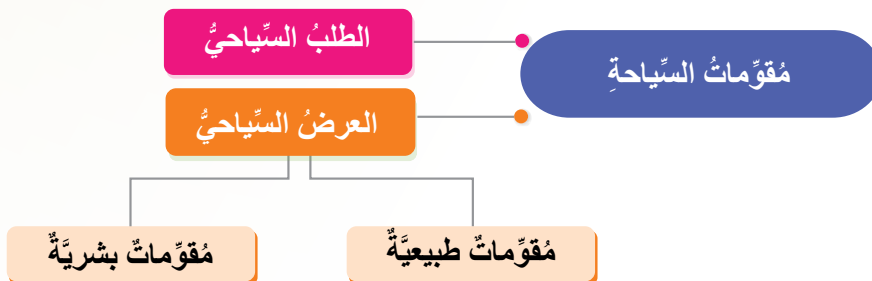 مُقوِّماتُ السِّياحةِ
الطلبُ السِّياحيُّ
العرضُ السِّياحيُّ
مُقوِّماتٌ طبيعيَّةٌ
مُقوِّماتٌ بشريَّةٌ